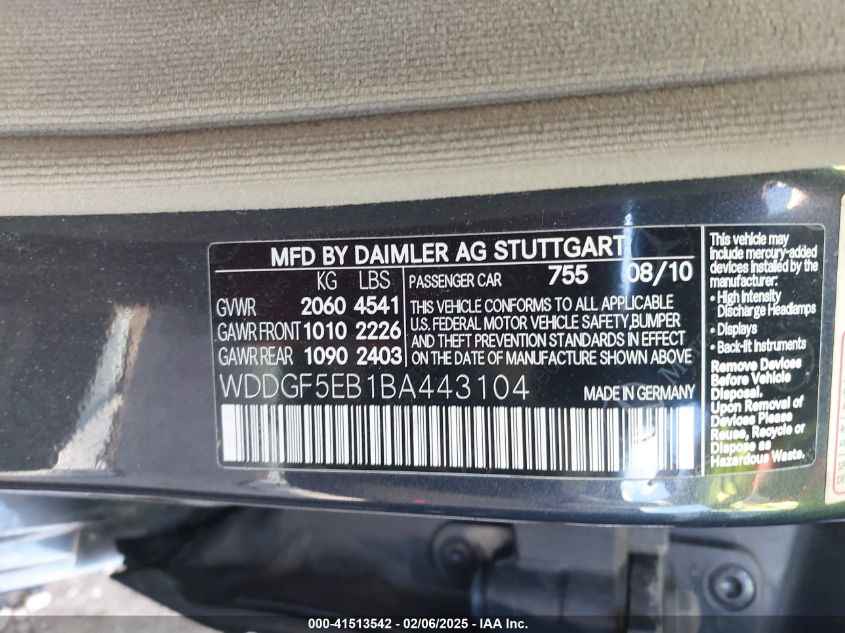 MFD BY DAIMLER AG STUTTGART
KG LBS
GVWR 2060 4541
GAWR FRONT 1010 2226
GAWR REAR 1090 2403
PASSENGER CAR 755 08/10
THIS VEHICLE CONFORMS TO ALL APPLICABLE
U.S. FEDERAL MOTOR VEHICLE SAFETY,BUMPER
AND THEFT PREVENTION STANDARDS IN EFFECT
ON THE DATE OF MANUFACTURE SHOWN ABOVE
WDDGF5EB1BA443104
MADE IN GERMANY
This vehicle may
include mercury-added
devices installed by the
manufacturer:
• High Intensity
Discharge Headlamps
• Displays
• Back-lit Instruments
Remove Devices
Before Vehicle
Disposal.
Upon Removal of
Devices Please
Reuse, Recycle or
Dispose as
Hazardous Waste.
000-41513542 - 02/06/2025 - IAA Inc.